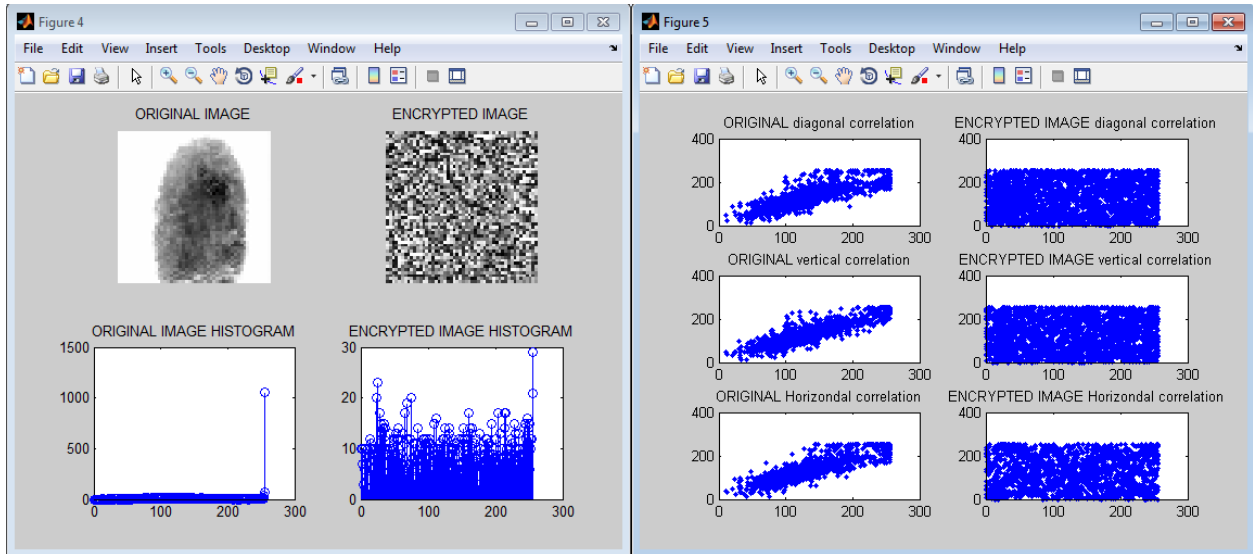 Figure 4
File Edit View Insert Tools Desktop Window Help
ORIGINAL IMAGE
ENCRYPTED IMAGE
ORIGINAL IMAGE HISTOGRAM
1500
1000
500
0
0 100 200 300
ENCRYPTED IMAGE HISTOGRAM
30
20
10
0
0 100 200 300
Figure 5
File Edit View Insert Tools Desktop Window Help
ORIGINAL diagonal correlation
400
200
0
0 100 200 300
ENCRYPTED IMAGE diagonal correlation
400
200
0
0 100 200 300
ORIGINAL vertical correlation
400
200
0
0 100 200 300
ENCRYPTED IMAGE vertical correlation
400
200
0
0 100 200 300
ORIGINAL Horizondal correlation
400
200
0
0 100 200 300
ENCRYPTED IMAGE Horizondal correlation
400
200
0
0 100 200 300